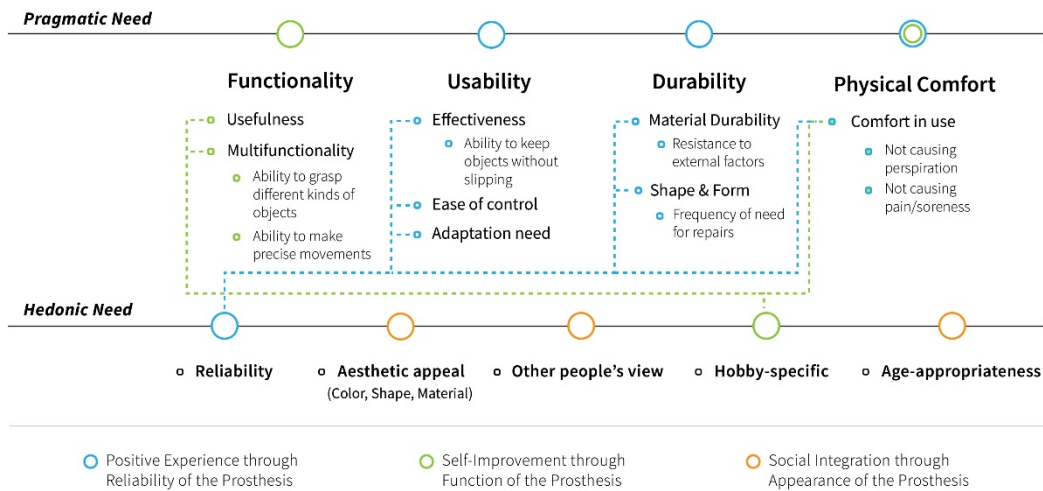 Pragmatic Need
Functionality
Usefulness
Multifunctionality
Ability to grasp
different kinds of
objects
Ability to make
precise movements
Usability
Effectiveness
Ability to keep
objects without
slipping
Ease of control
Adaptation need
Durability
Material Durability
Resistance to
external factors
Shape & Form
Frequency of need
for repairs
Physical Comfort
Comfort in use
Not causing
perspiration
Not causing
pain/soreness
Hedonic Need
Reliability
Aesthetic appeal
(Color, Shape, Material)
Other people's view
Hobby-specific
Age-appropriateness
Positive Experience through
Reliability of the Prosthesis
Self-Improvement through
Function of the Prosthesis
Social Integration through
Appearance of the Prosthesis